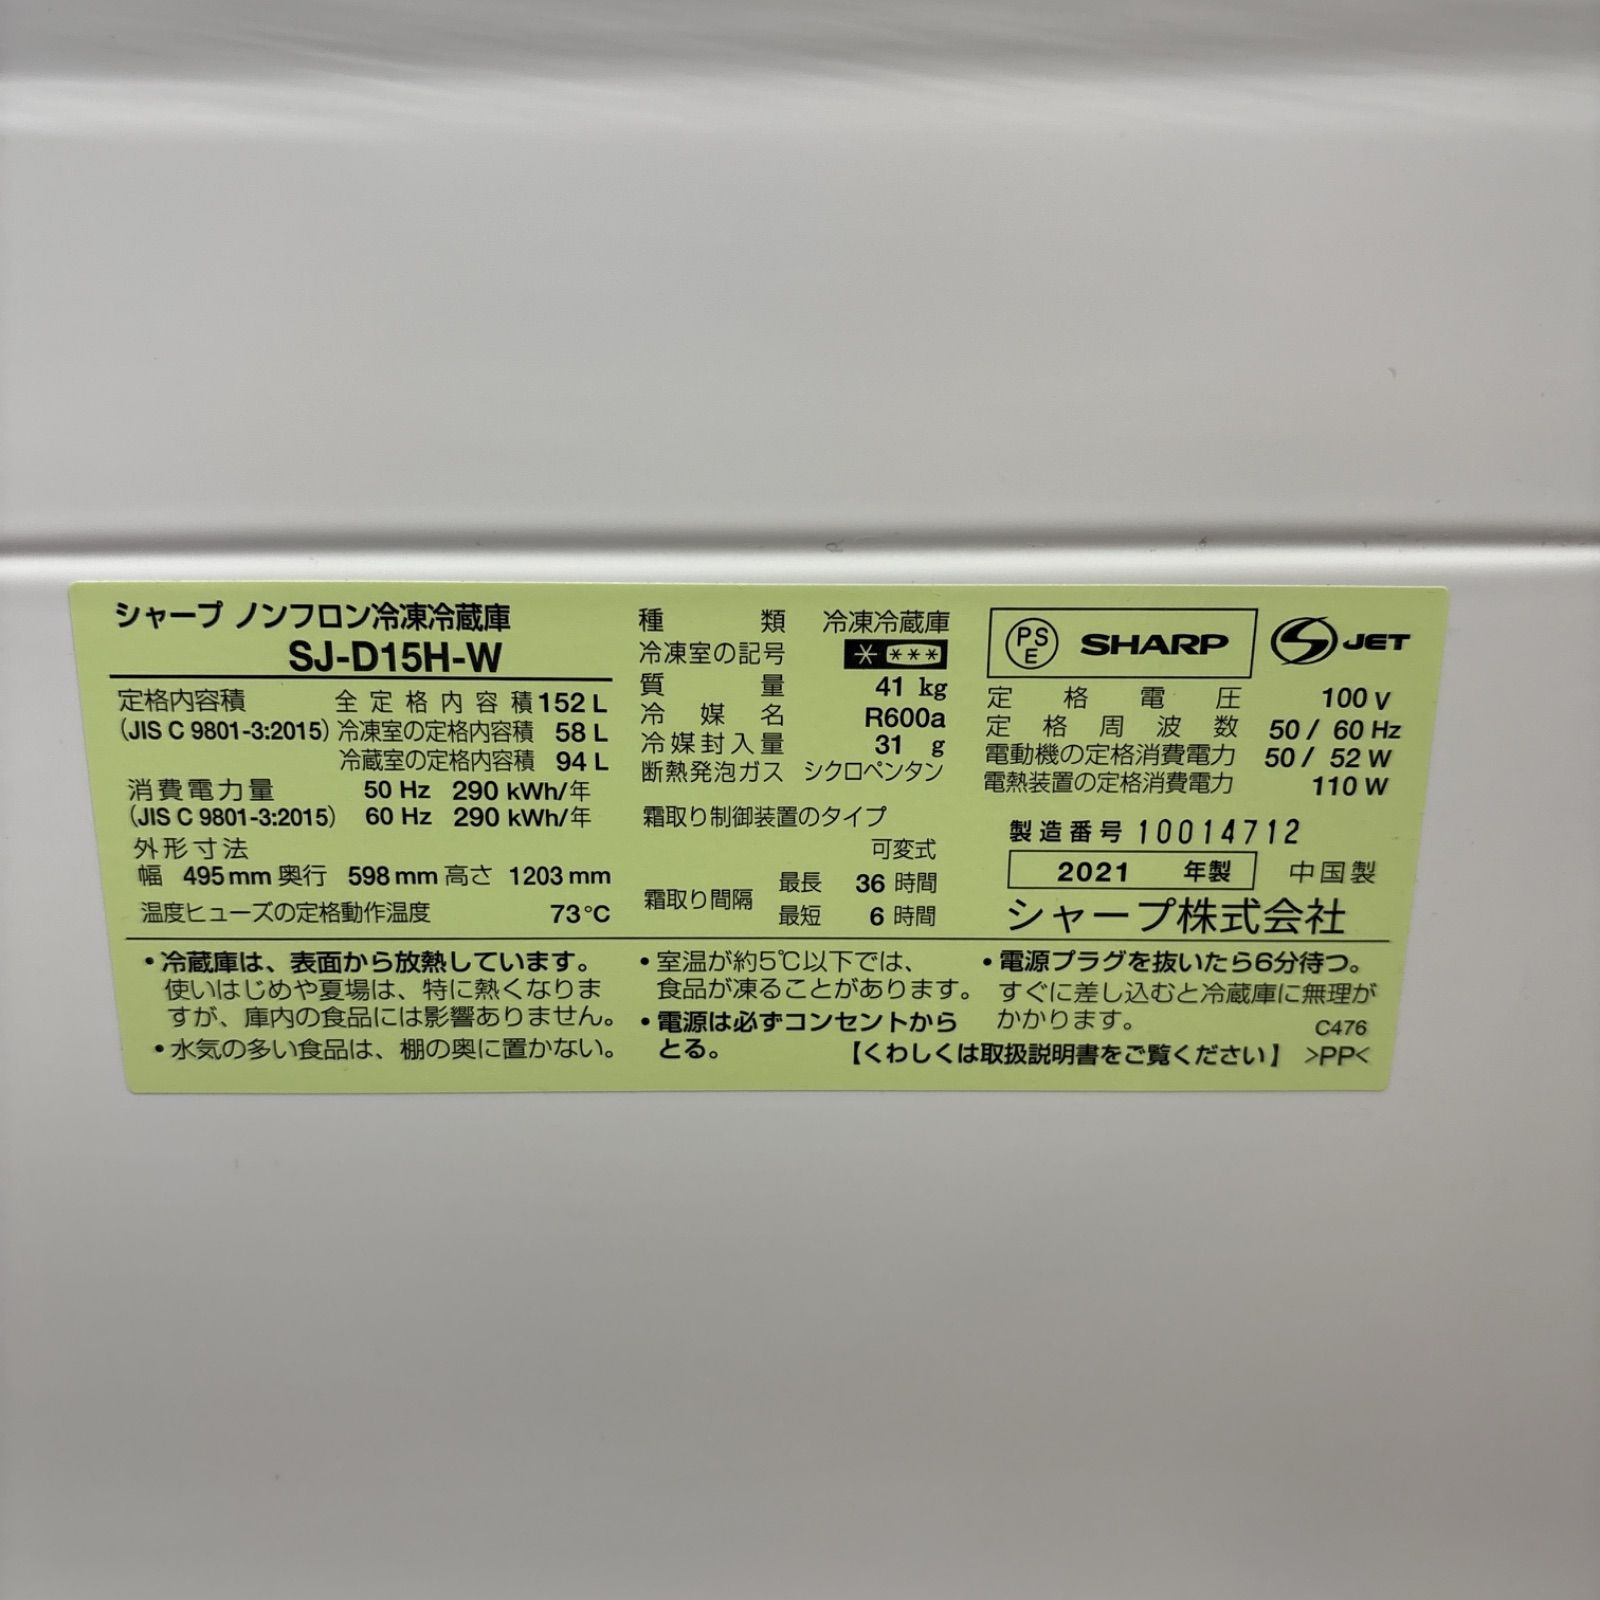 シャープ ノンフロン冷凍冷蔵庫
SJ-D15H-W
定格内容積 全定格内容積 152 L
(JIS C 9801-3:2015) 冷凍室の定格内容積 58 L
冷蔵室の定格内容積 94 L
消費電力量 50 Hz 290 kWh/年
(JIS C 9801-3:2015) 60 Hz 290 kWh/年
外形寸法
幅 495 mm 奥行 598 mm 高さ 1203 mm
温度ヒューズの定格動作温度 73℃
種類 冷凍冷蔵庫
冷凍室の記号 * ***
質量 41 kg
冷媒名 R600a
冷媒封入量 31 g
断熱発泡ガス シクロペンタン
霜取り制御装置のタイプ
可変式
霜取り間隔 最長 36 時間
最短 6 時間
PS E SHARP S JET
定格電圧 100 V
定格周波数 50 / 60 Hz
電動機の定格消費電力 50 / 52 W
電熱装置の定格消費電力 110 W
製造番号 10014712
2021 年製 中国製
シャープ株式会社
・冷蔵庫は、表面から放熱しています。
使いはじめや夏場は、特に熱くなりま
すが、庫内の食品には影響ありません。
・水気の多い食品は、棚の奥に置かない。
・室温が約5℃以下では、
食品が凍ることがあります。
・電源は必ずコンセントから
とる。
・電源プラグを抜いたら6分待つ。
すぐに差し込むと冷蔵庫に無理が
かかります。
C476
【くわしくは取扱説明書をご覧ください】 >PP<